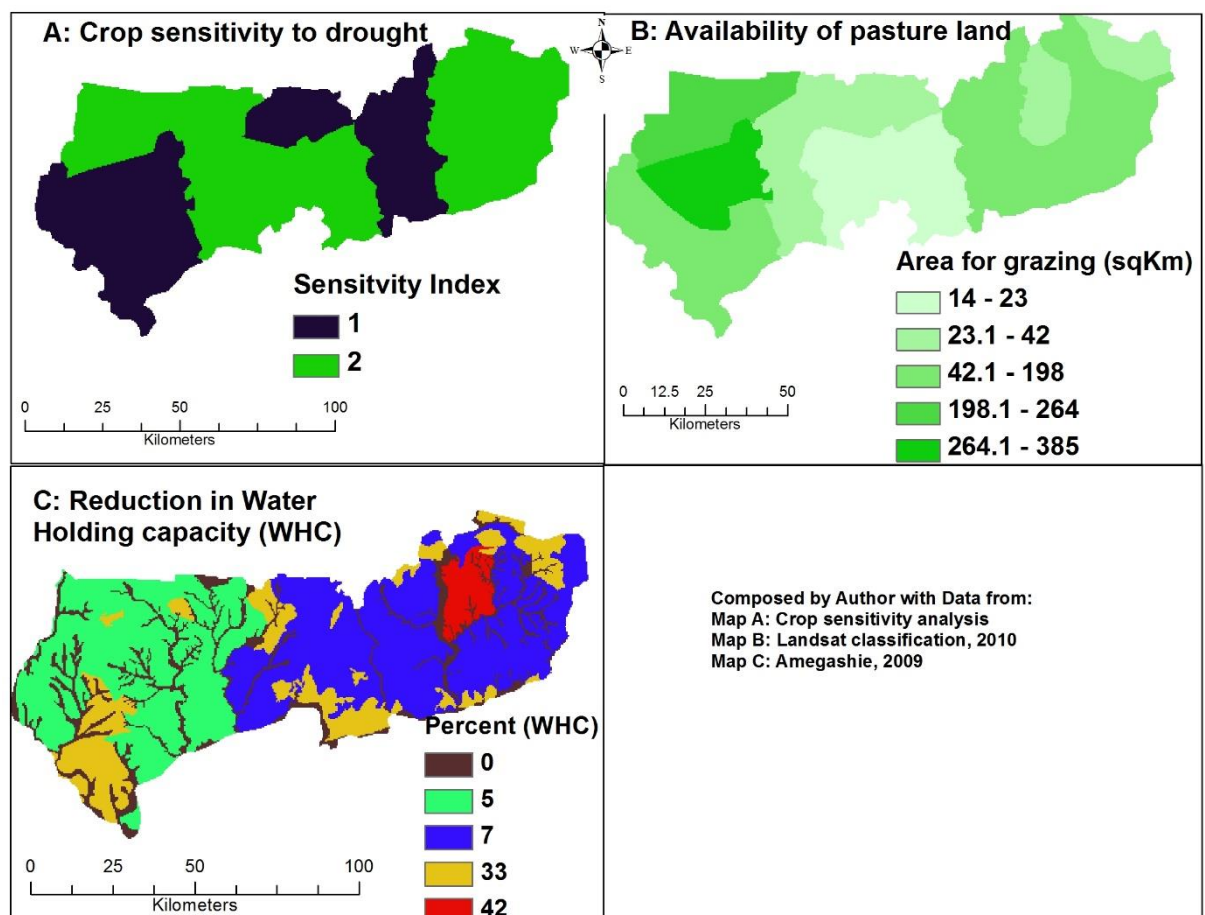 A: Crop sensitivity to drought
Sensitvity Index
1
2
0 25 50 100
Kilometers
N
W E
S
B: Availability of pasture land
Area for grazing (sqKm)
14 - 23
23.1 - 42
42.1 - 198
198.1 - 264
264.1 - 385
0 12.5 25 50
Kilometers
C: Reduction in Water
Holding capacity (WHC)
Percent (WHC)
0
5
7
33
42
0 25 50 100
Kilometers
Composed by Author with Data from:
Map A: Crop sensitivity analysis
Map B: Landsat classification, 2010
Map C: Amegashie, 2009